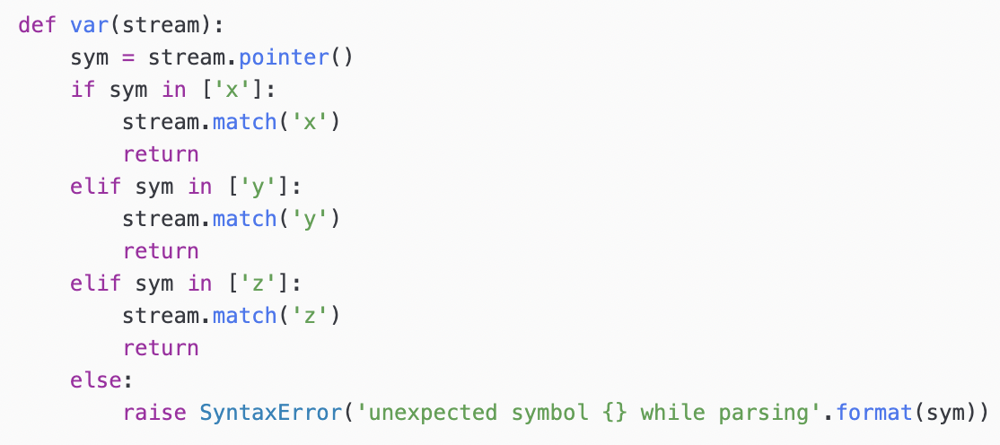 def var(stream):
    sym = stream.pointer()
    if sym in ['x']:
        stream.match('x')
        return
    elif sym in ['y']:
        stream.match('y')
        return
    elif sym in ['z']:
        stream.match('z')
        return
    else:
        raise SyntaxError('unexpected symbol {} while parsing'.format(sym))